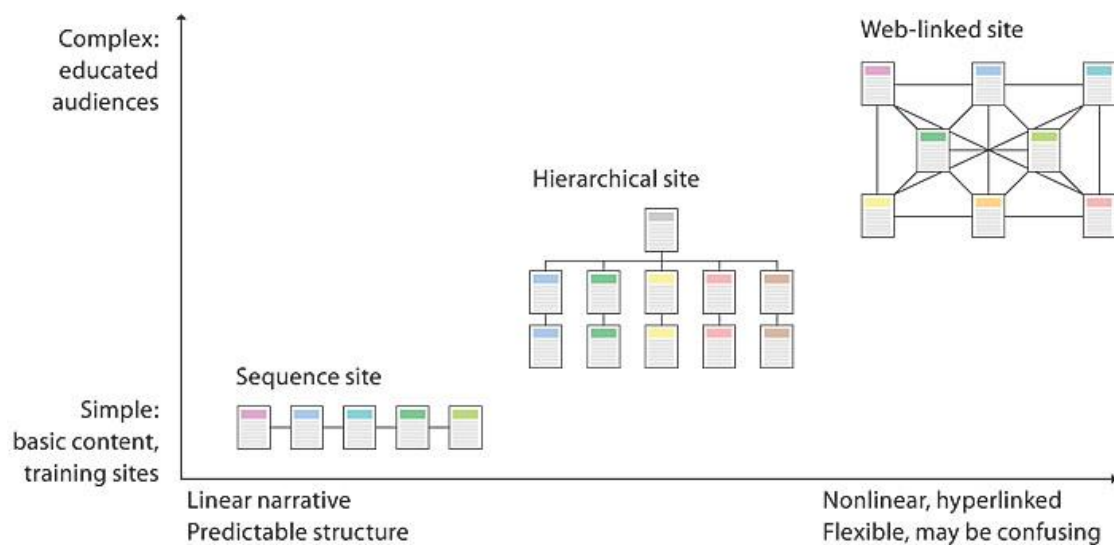 Complex:
educated
audiences
Web-linked site
Hierarchical site
Sequence site
Simple:
basic content,
training sites
Linear narrative
Predictable structure
Nonlinear, hyperlinked
Flexible, may be confusing